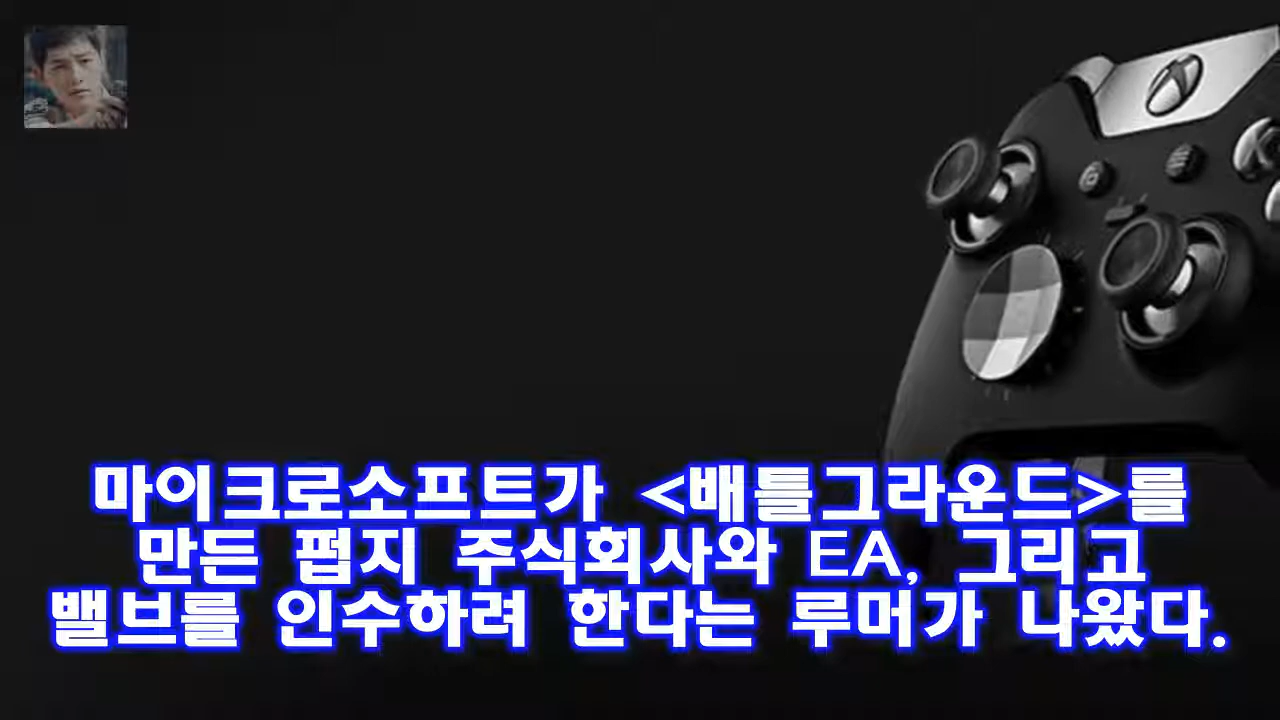 마이크로소프트가 <배틀그라운드>를
만든 펍지 주식회사와 EA, 그리고
밸브를 인수하려 한다는 루머가 나왔다.